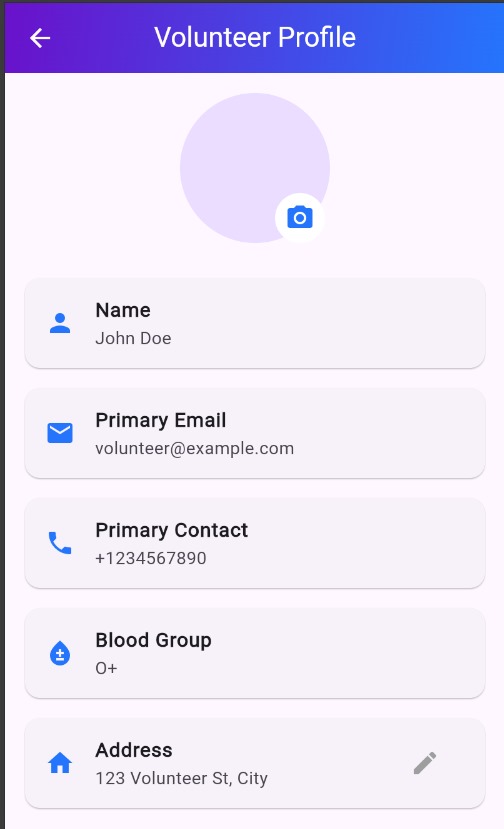 Volunteer Profile
Name
John Doe
Primary Email
volunteer@example.com
Primary Contact
+1234567890
Blood Group
O+
Address
123 Volunteer St, City